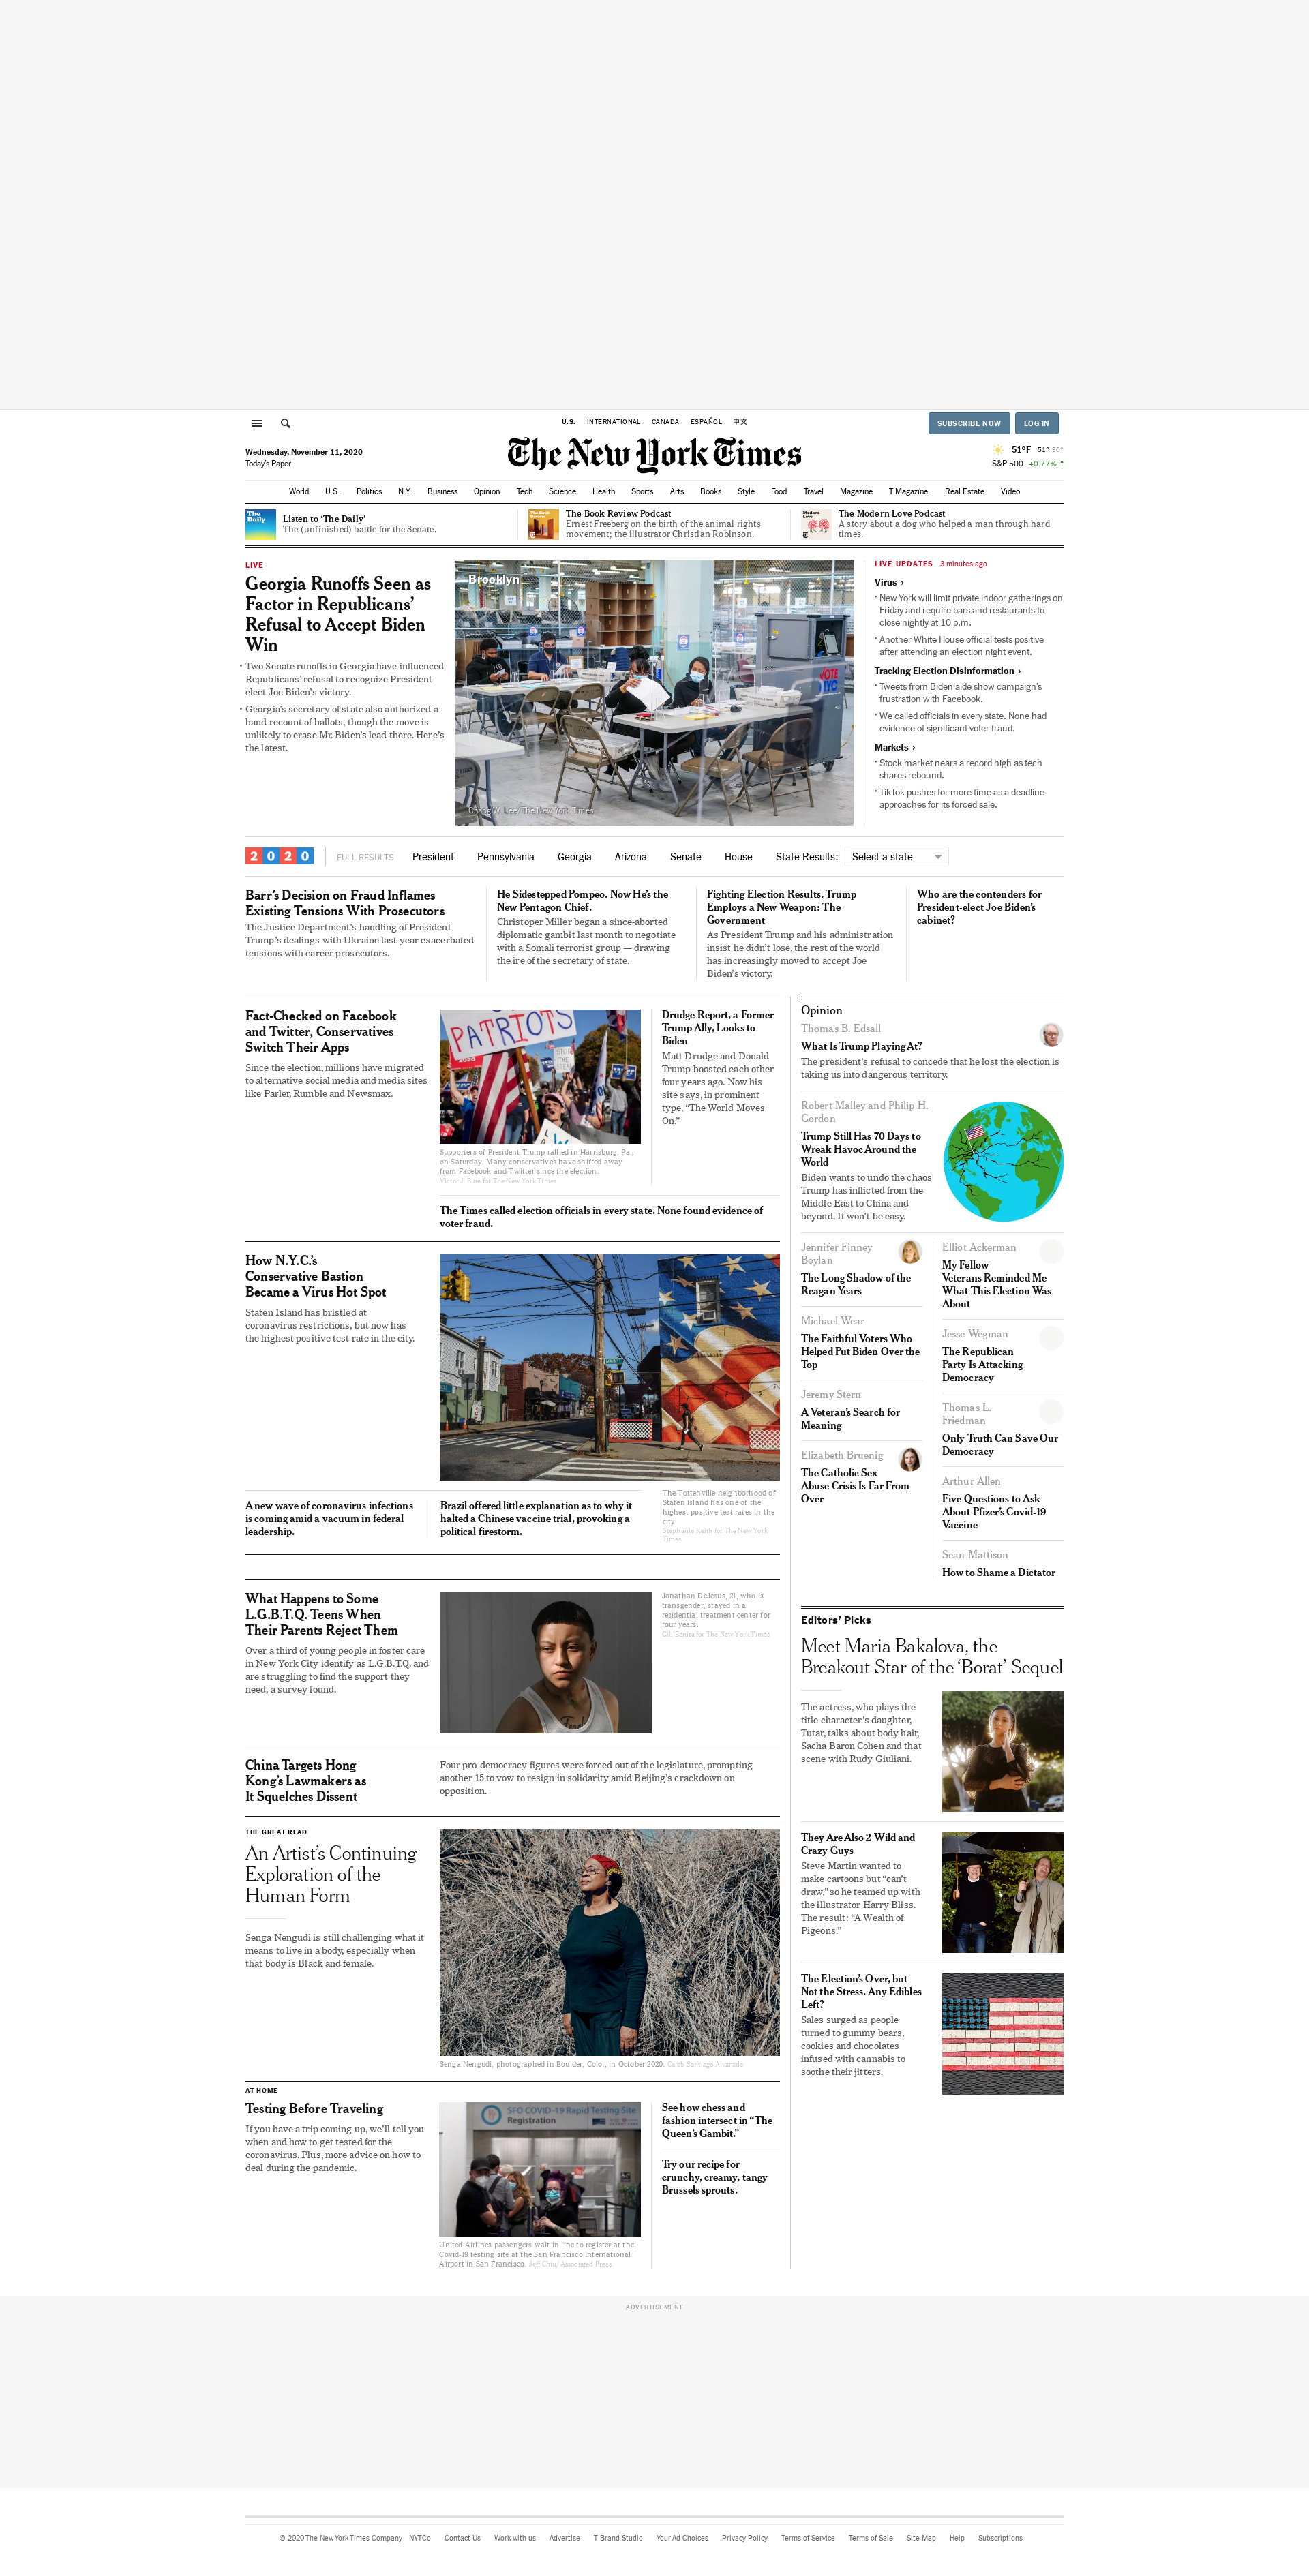 U.S. INTERNATIONAL CANADA ESPAÑOL 中文
SUBSCRIBE NOW LOG IN
Wednesday, November 11, 2020
Today's Paper
The New York Times
51°F 51° 30°
S&P 500 +0.77% ↑
World U.S. Politics N.Y. Business Opinion Tech Science Health Sports Arts Books Style Food Travel Magazine T Magazine Real Estate Video
The Daily
Listen to 'The Daily'
The (unfinished) battle for the Senate.
The Book Review Podcast
Ernest Freeberg on the birth of the animal rights
movement; the illustrator Christian Robinson.
Modern Love
The Modern Love Podcast
A story about a dog who helped a man through hard
times.
LIVE
Georgia Runoffs Seen as
Factor in Republicans'
Refusal to Accept Biden
Win
• Two Senate runoffs in Georgia have influenced
Republicans' refusal to recognize President-
elect Joe Biden's victory.
• Georgia's secretary of state also authorized a
hand recount of ballots, though the move is
unlikely to erase Mr. Biden's lead there. Here's
the latest.
Brooklyn
VOTE
NYC
LIVE UPDATES 3 minutes ago
Virus ›
• New York will limit private indoor gatherings on
Friday and require bars and restaurants to
close nightly at 10 p.m.
• Another White House official tests positive
after attending an election night event.
Tracking Election Disinformation ›
• Tweets from Biden aide show campaign's
frustration with Facebook.
• We called officials in every state. None had
evidence of significant voter fraud.
Markets ›
• Stock market nears a record high as tech
shares rebound.
• TikTok pushes for more time as a deadline
approaches for its forced sale.
2020 FULL RESULTS President Pennsylvania Georgia Arizona Senate House State Results: Select a state
Barr's Decision on Fraud Inflames
Existing Tensions With Prosecutors
The Justice Department's handling of President
Trump's dealings with Ukraine last year exacerbated
tensions with career prosecutors.
He Sidestepped Pompeo. Now He's the
New Pentagon Chief.
Christoper Miller began a since-aborted
diplomatic gambit last month to negotiate
with a Somali terrorist group — drawing
the ire of the secretary of state.
Fighting Election Results, Trump
Employs a New Weapon: The
Government
As President Trump and his administration
insist he didn't lose, the rest of the world
has increasingly moved to accept Joe
Biden's victory.
Who are the contenders for
President-elect Joe Biden's
cabinet?
Fact-Checked on Facebook
and Twitter, Conservatives
Switch Their Apps
Since the election, millions have migrated
to alternative social media and media sites
like Parler, Rumble and Newsmax.
PATRIOTS
Supporters of President Trump rallied in Harrisburg, Pa.,
on Saturday. Many conservatives have shifted away
from Facebook and Twitter since the election.
Victor J. Blue for The New York Times
Drudge Report, a Former
Trump Ally, Looks to
Biden
Matt Drudge and Donald
Trump boosted each other
four years ago. Now his
site says, in prominent
type, “The World Moves
On.”
The Times called election officials in every state. None found evidence of
voter fraud.
How N.Y.C.'s
Conservative Bastion
Became a Virus Hot Spot
Staten Island has bristled at
coronavirus restrictions, but now has
the highest positive test rate in the city.
The Tottenville neighborhood of
Staten Island has one of the
highest positive test rates in the
city.
Stephanie Keith for The New York
Times
A new wave of coronavirus infections
is coming amid a vacuum in federal
leadership.
Brazil offered little explanation as to why it
halted a Chinese vaccine trial, provoking a
political firestorm.
What Happens to Some
L.G.B.T.Q. Teens When
Their Parents Reject Them
Over a third of young people in foster care
in New York City identify as L.G.B.T.Q. and
are struggling to find the support they
need, a survey found.
Jonathan DeJesus, 21, who is
transgender, stayed in a
residential treatment center for
four years.
Gili Benita for The New York Times
China Targets Hong
Kong's Lawmakers as
It Squelches Dissent
Four pro-democracy figures were forced out of the legislature, prompting
another 15 to vow to resign in solidarity amid Beijing's crackdown on
opposition.
THE GREAT READ
An Artist's Continuing
Exploration of the
Human Form
Senga Nengudi is still challenging what it
means to live in a body, especially when
that body is Black and female.
Senga Nengudi, photographed in Boulder, Colo., in October 2020. Caleb Santiago Alvarado
AT HOME
Testing Before Traveling
If you have a trip coming up, we'll tell you
when and how to get tested for the
coronavirus. Plus, more advice on how to
deal during the pandemic.
SFO COVID-19 Rapid Testing Site
Registration
United Airlines passengers wait in line to register at the
Covid-19 testing site at the San Francisco International
Airport in San Francisco. Jeff Chiu/Associated Press
See how chess and
fashion intersect in “The
Queen's Gambit.”
Try our recipe for
crunchy, creamy, tangy
Brussels sprouts.
Opinion
Thomas B. Edsall
What Is Trump Playing At?
The president's refusal to concede that he lost the election is
taking us into dangerous territory.
Robert Malley and Philip H.
Gordon
Trump Still Has 70 Days to
Wreak Havoc Around the
World
Biden wants to undo the chaos
Trump has inflicted from the
Middle East to China and
beyond. It won't be easy.
Jennifer Finney
Boylan
The Long Shadow of the
Reagan Years
Michael Wear
The Faithful Voters Who
Helped Put Biden Over the
Top
Jeremy Stern
A Veteran's Search for
Meaning
Elizabeth Bruenig
The Catholic Sex
Abuse Crisis Is Far From
Over
Elliot Ackerman
My Fellow
Veterans Reminded Me
What This Election Was
About
Jesse Wegman
The Republican
Party Is Attacking
Democracy
Thomas L.
Friedman
Only Truth Can Save Our
Democracy
Arthur Allen
Five Questions to Ask
About Pfizer's Covid-19
Vaccine
Sean Mattison
How to Shame a Dictator
Editors' Picks
Meet Maria Bakalova, the
Breakout Star of the ‘Borat’ Sequel
The actress, who plays the
title character's daughter,
Tutar, talks about body hair,
Sacha Baron Cohen and that
scene with Rudy Giuliani.
They Are Also 2 Wild and
Crazy Guys
Steve Martin wanted to
make cartoons but “can't
draw,” so he teamed up with
the illustrator Harry Bliss.
The result: “A Wealth of
Pigeons.”
The Election's Over, but
Not the Stress. Any Edibles
Left?
Sales surged as people
turned to gummy bears,
cookies and chocolates
infused with cannabis to
soothe their jitters.
ADVERTISEMENT
© 2020 The New York Times Company NYTCo Contact Us Work with us Advertise T Brand Studio Your Ad Choices Privacy Policy Terms of Service Terms of Sale Site Map Help Subscriptions